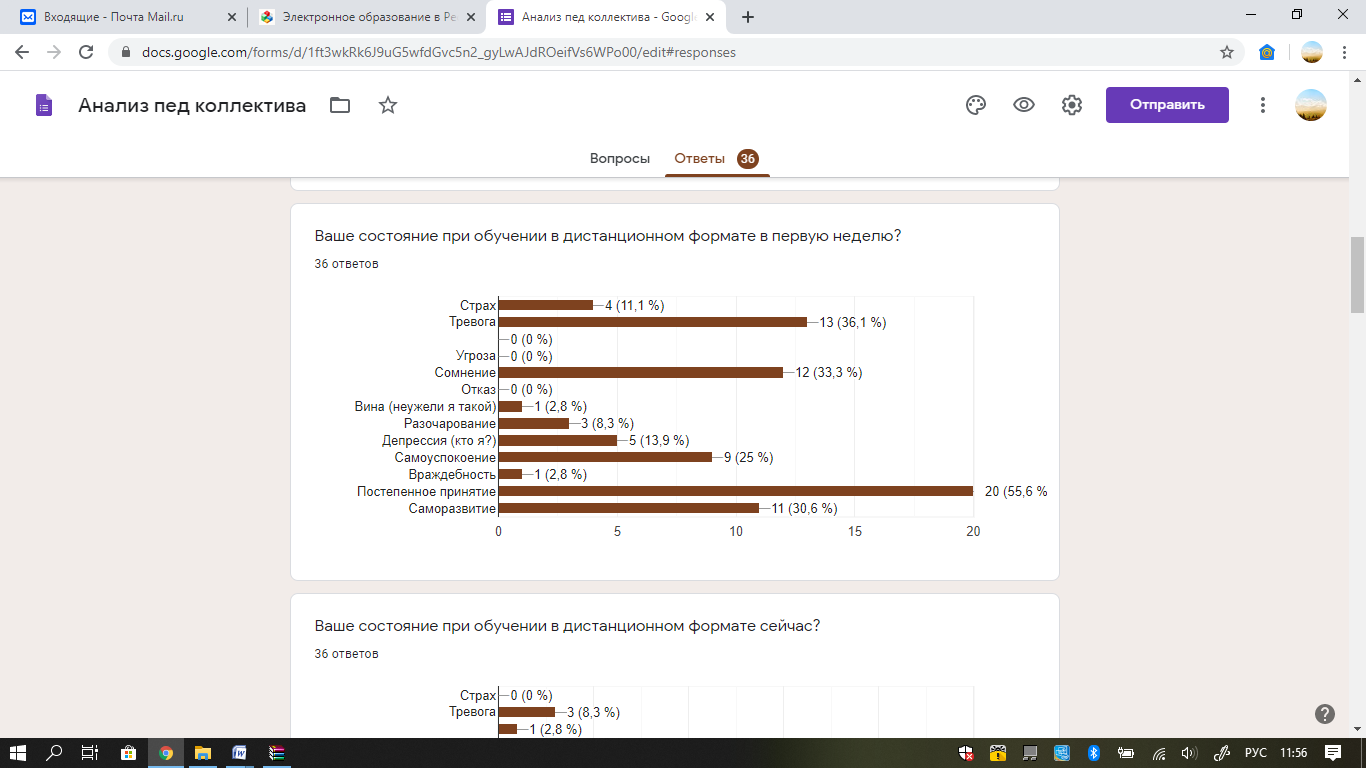 Входящие - Почта Mail.ru
Электронное образование в Ре
Анализ пед коллектива - Google
docs.google.com/forms/d/1ft3wkRk6J9uG5wfdGvc5n2_gyLwAJdROeifVs6WPo00/edit#responses
Анализ пед коллектива
Отправить
Вопросы
Ответы 36
Ваше состояние при обучении в дистанционном формате в первую неделю?
36 ответов
Страх 4 (11,1 %)
Тревога 13 (36,1 %)
0 (0 %)
Угроза 0 (0 %)
Сомнение 12 (33,3 %)
Отказ 0 (0 %)
Вина (неужели я такой) 1 (2,8 %)
Разочарование 3 (8,3 %)
Депрессия (кто я?) 5 (13,9 %)
Самоуспокоение 9 (25 %)
Враждебность 1 (2,8 %)
Постепенное принятие 20 (55,6 %
Саморазвитие 11 (30,6 %)
0 5 10 15 20
Ваше состояние при обучении в дистанционном формате сейчас?
36 ответов
Страх 0 (0 %)
Тревога 3 (8,3 %)
1 (2,8 %)
РУС 11:56